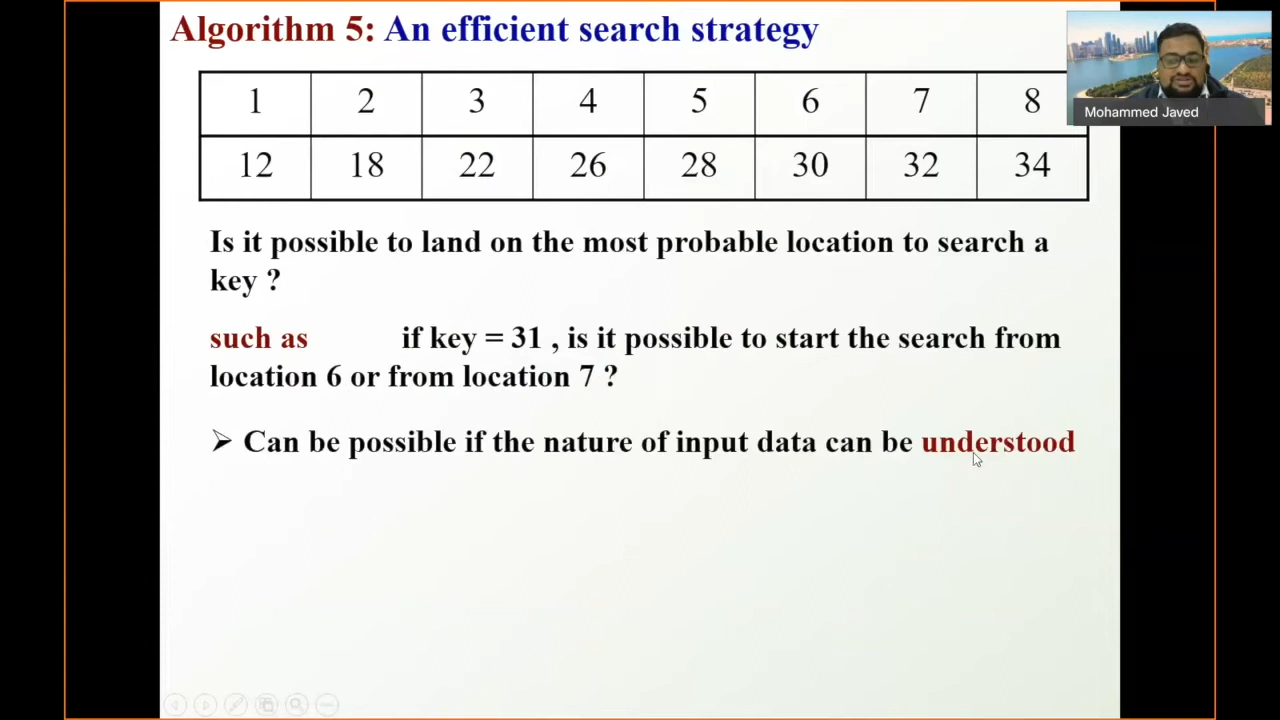 Algorithm 5: An efficient search strategy
Mohammed Javed
1 2 3 4 5 6 7 8
12 18 22 26 28 30 32 34
Is it possible to land on the most probable location to search a
key ?
such as if key = 31 , is it possible to start the search from
location 6 or from location 7 ?
➢ Can be possible if the nature of input data can be understood